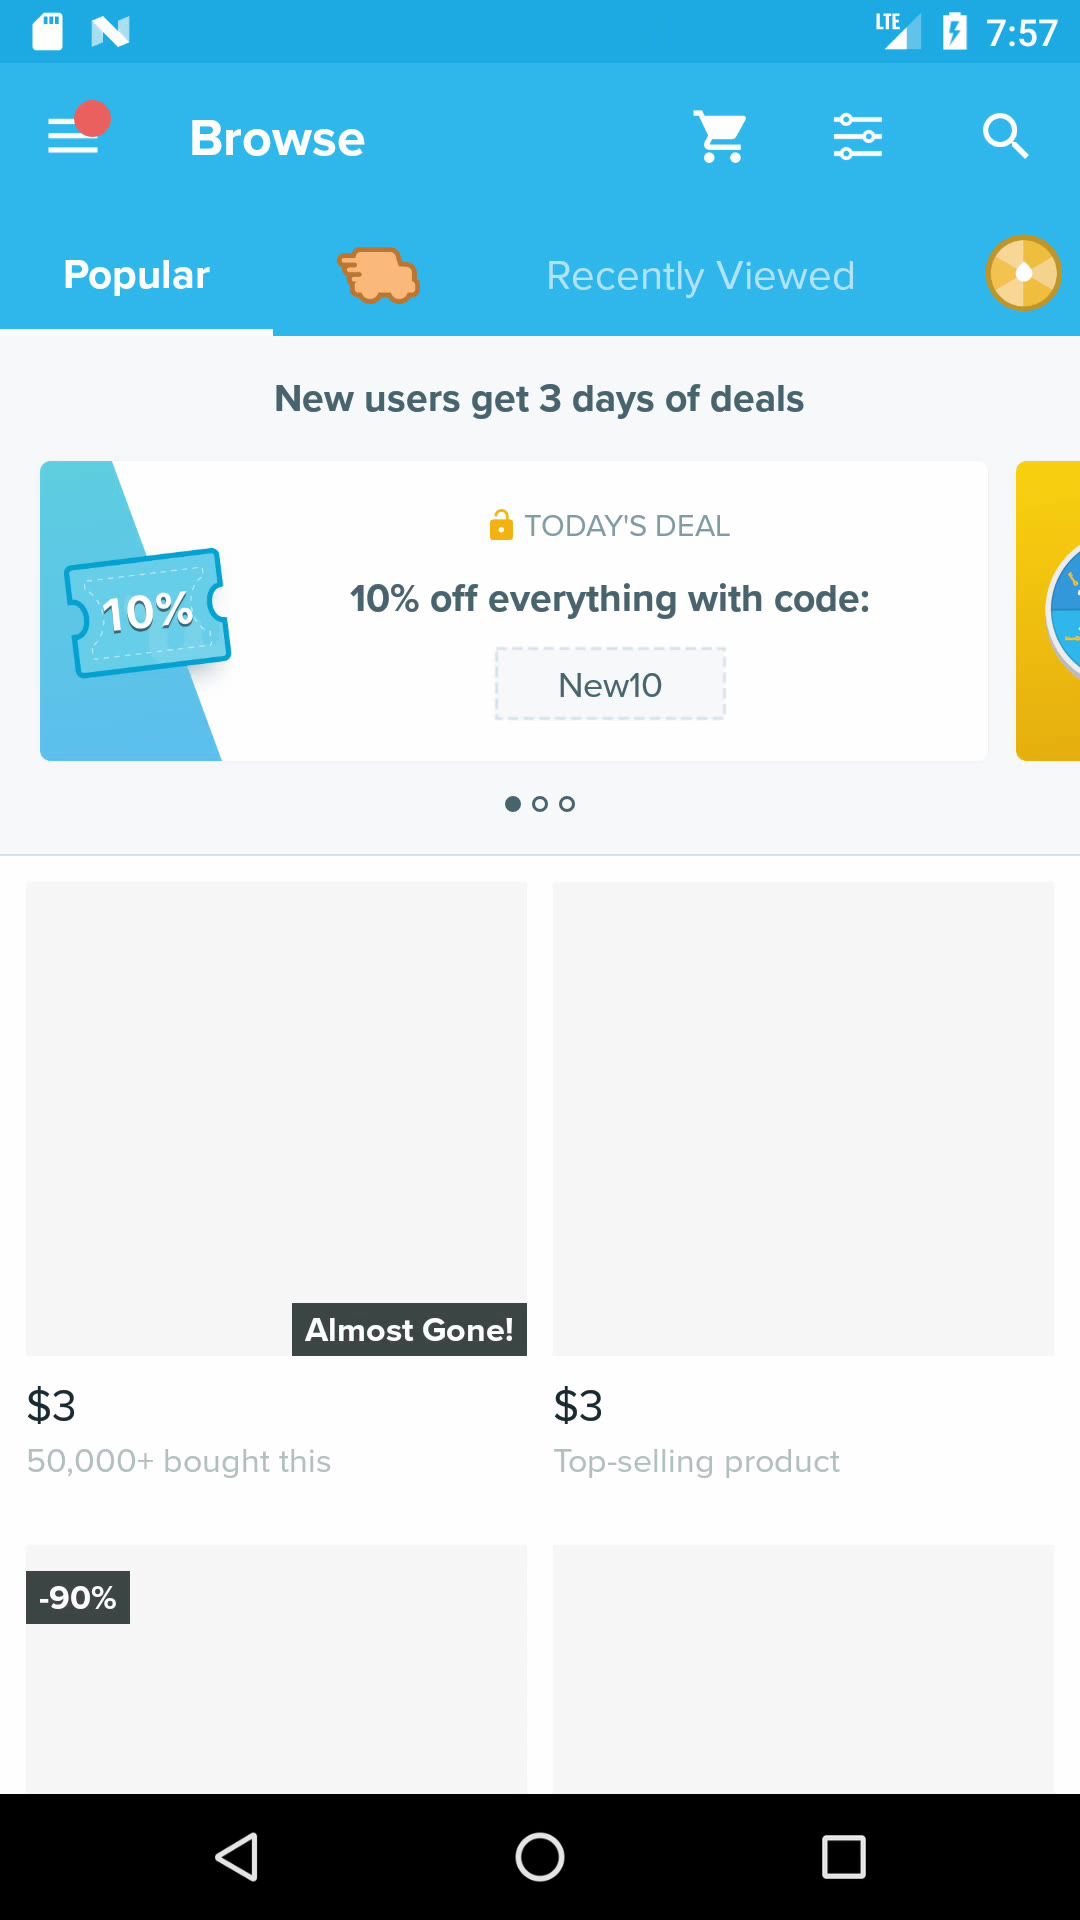 LTE 7:57
Browse
Popular
Recently Viewed
New users get 3 days of deals
TODAY'S DEAL
10%
10% off everything with code:
New10
Almost Gone!
$3
$3
50,000+ bought this
Top-selling product
-90%